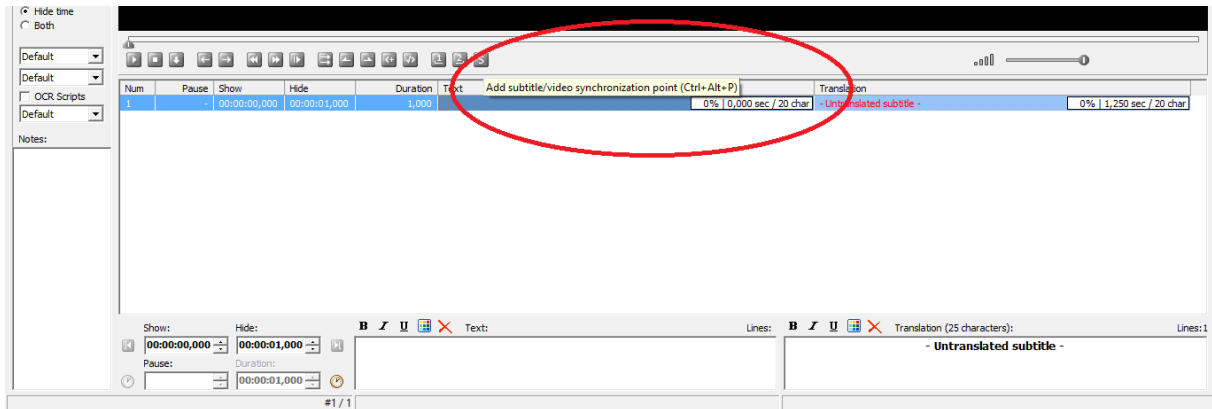 Hide time
Both
Default
Default
OCR Scripts
Default
Notes:
1 2 S
Num Pause Show Hide Duration Text Translation
Add subtitle/video synchronization point (Ctrl+Alt+P)
1 - 00:00:00,000 00:00:01,000 1,000 0% | 0,000 sec / 20 char - Untranslated subtitle - 0% | 1,250 sec / 20 char
Show: Hide: B I U Text: Lines: B I U Translation (25 characters): Lines:1
00:00:00,000 00:00:01,000 - Untranslated subtitle -
Pause: Duration:
00:00:01,000
#1 / 1